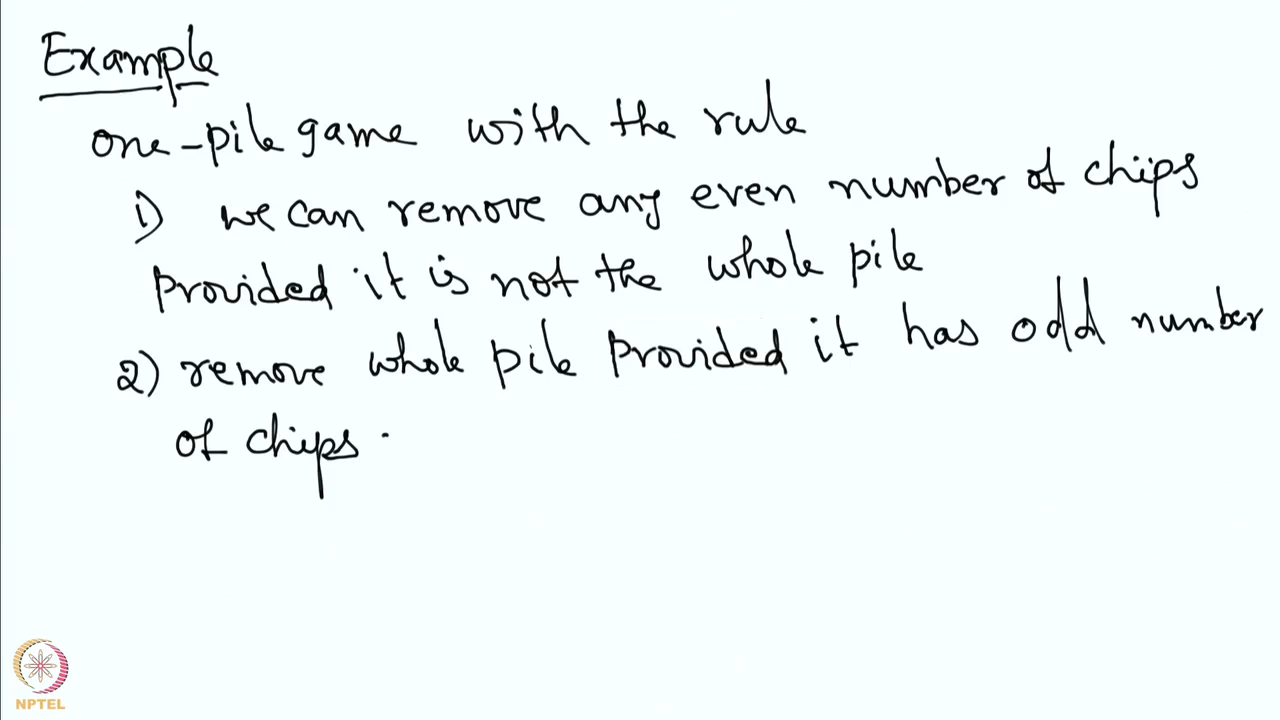 Example
one-pile game with the rule
1) we can remove any even number of chips
provided it is not the whole pile
2) remove whole pile provided it has odd number
of chips.
NPTEL